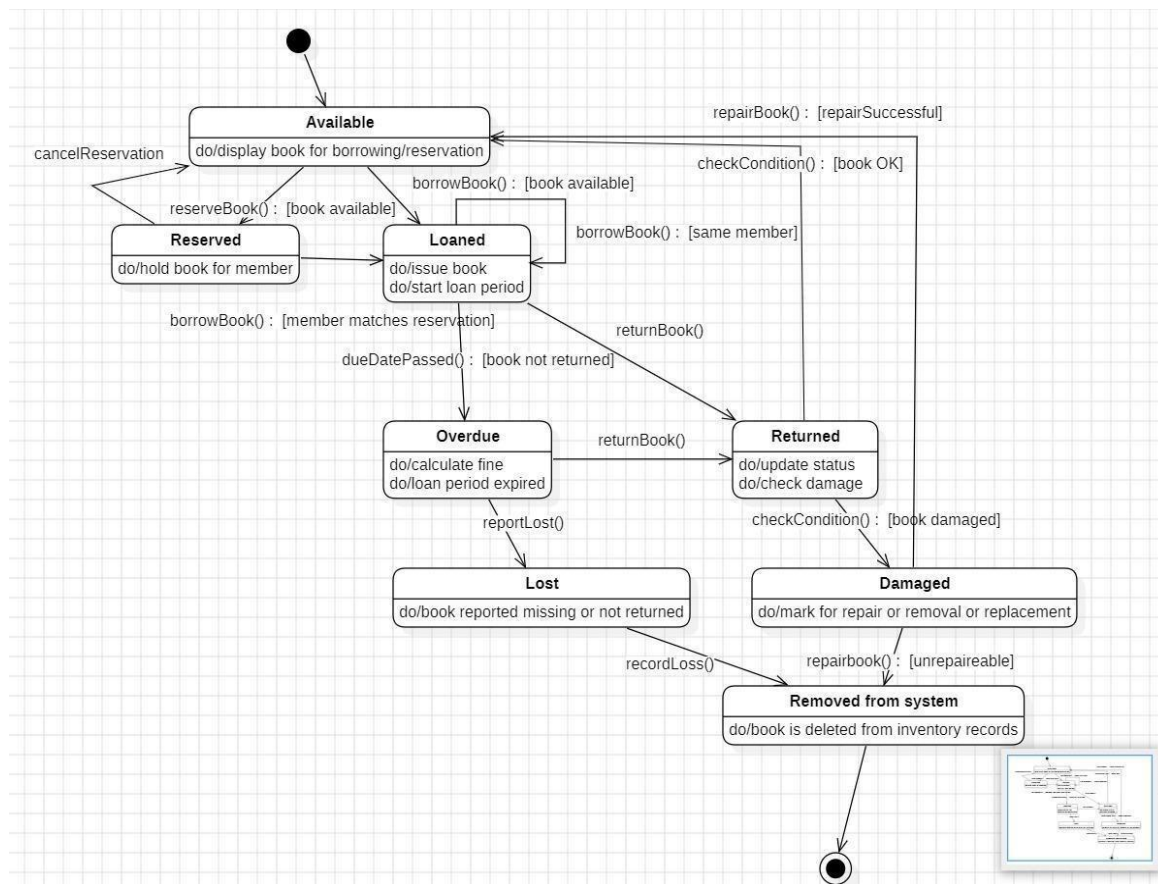 Available
repairBook() : [repairSuccessful]
do/display book for borrowing/reservation
cancelReservation
checkCondition() : [book OK]
borrowBook() : [book available]
reserveBook() : [book available]
Reserved
do/hold book for member
Loaned
do/issue book
do/start loan period
borrowBook() : [same member]
borrowBook() : [member matches reservation]
returnBook()
dueDatePassed() : [book not returned]
Overdue
do/calculate fine
do/loan period expired
returnBook()
Returned
do/update status
do/check damage
reportLost()
checkCondition() : [book damaged]
Lost
do/book reported missing or not returned
Damaged
do/mark for repair or removal or replacement
recordLoss()
repairbook() : [unrepaireable]
Removed from system
do/book is deleted from inventory records